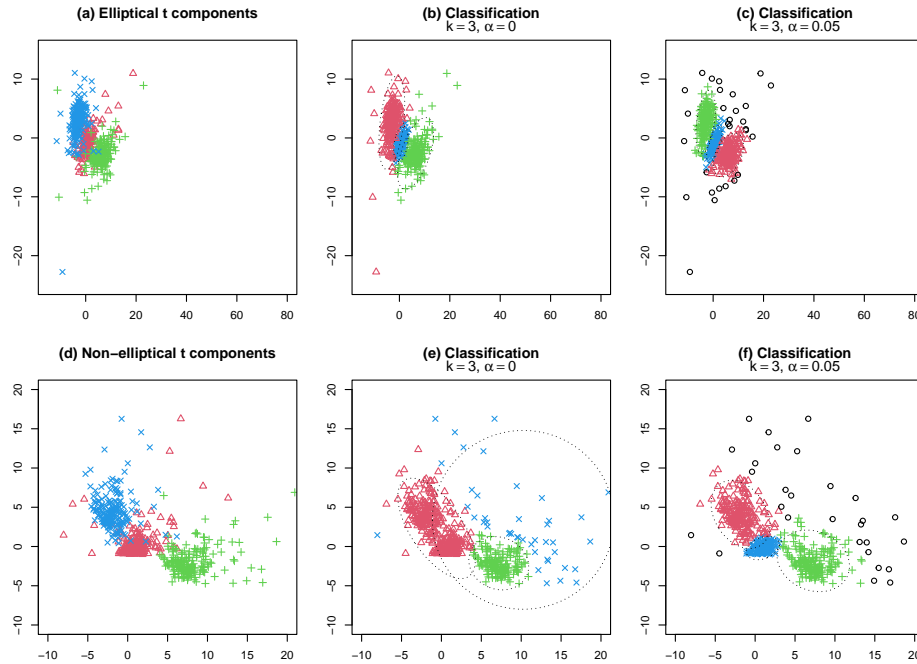 (a) Elliptical t components
(b) Classification
k = 3, α = 0
(c) Classification
k = 3, α = 0.05
10
0
−10
−20
0 20 40 60 80
10
0
−10
−20
0 20 40 60 80
10
0
−10
−20
0 20 40 60 80
(d) Non−elliptical t components
(e) Classification
k = 3, α = 0
(f) Classification
k = 3, α = 0.05
20
15
10
5
0
−5
−10
−10 −5 0 5 10 15 20
20
15
10
5
0
−5
−10
−10 −5 0 5 10 15 20
20
15
10
5
0
−5
−10
−10 −5 0 5 10 15 20